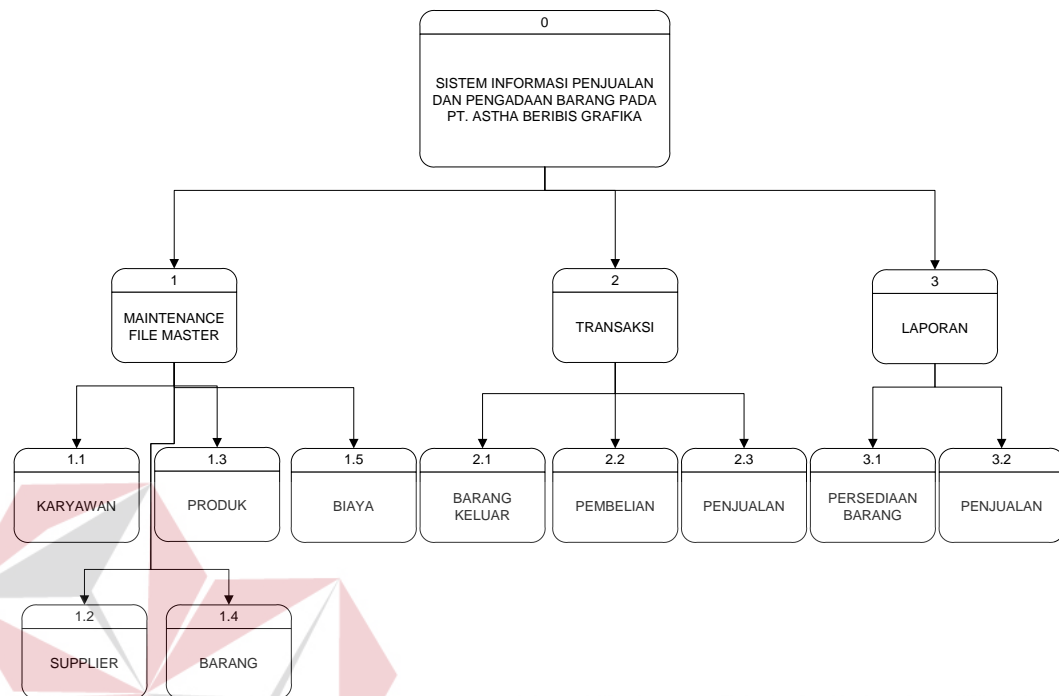 0
SISTEM INFORMASI PENJUALAN
DAN PENGADAAN BARANG PADA
PT. ASTHA BERIBIS GRAFIKA
1
MAINTENANCE
FILE MASTER
2
TRANSAKSI
3
LAPORAN
1.1
KARYAWAN
1.3
PRODUK
1.5
BIAYA
2.1
BARANG
KELUAR
2.2
PEMBELIAN
2.3
PENJUALAN
3.1
PERSEDIAAN
BARANG
3.2
PENJUALAN
1.2
SUPPLIER
1.4
BARANG